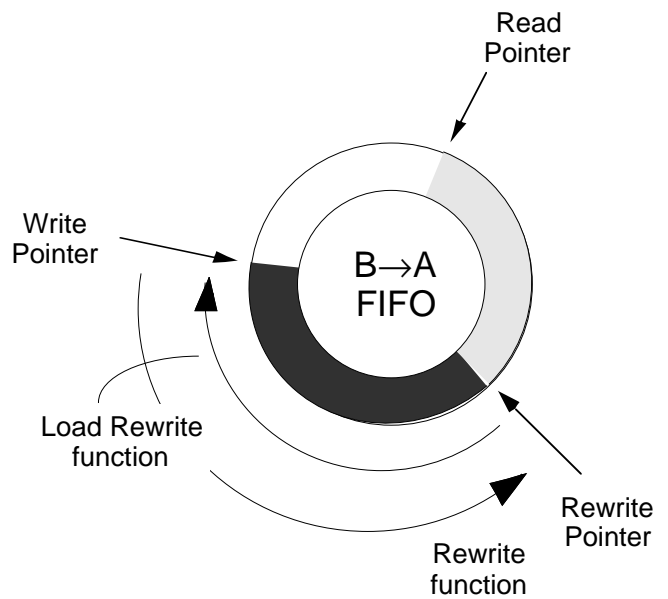 Read
Pointer
Write
Pointer
B→A
FIFO
Load Rewrite
function
Rewrite
Pointer
Rewrite
function